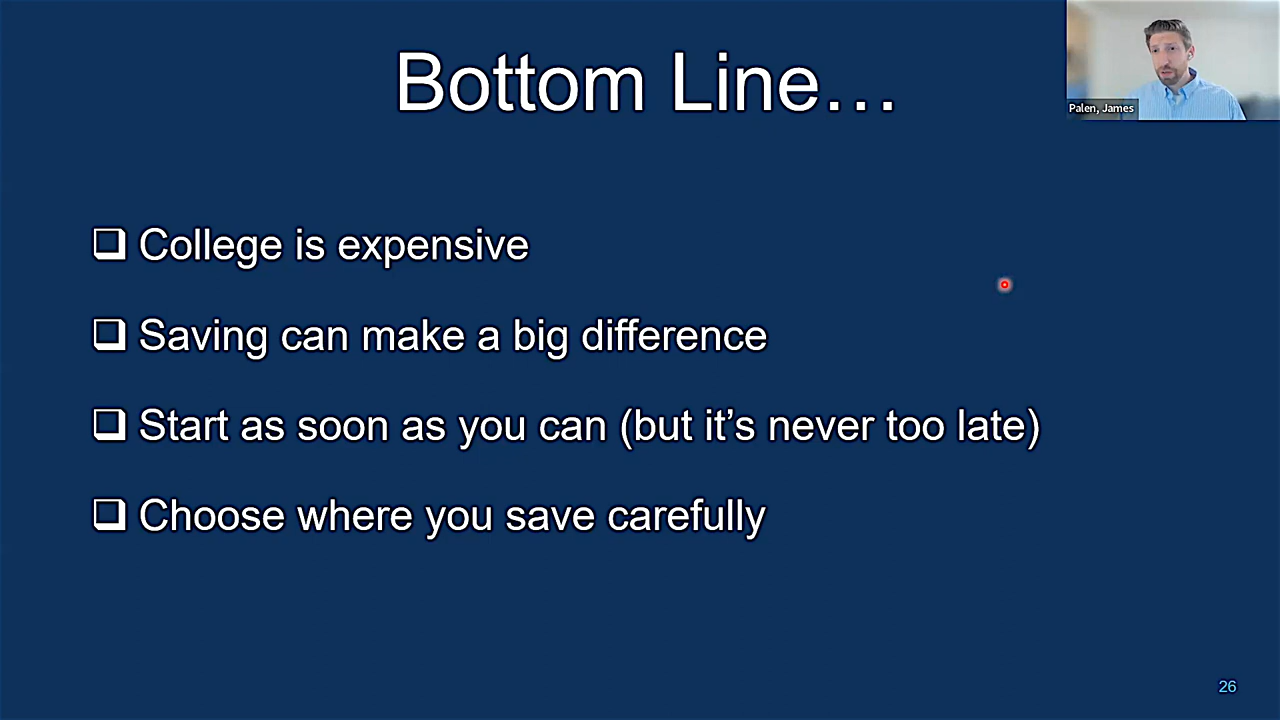 Bottom Line…
Palen, James
❑ College is expensive
❑ Saving can make a big difference
❑ Start as soon as you can (but it’s never too late)
❑ Choose where you save carefully
26